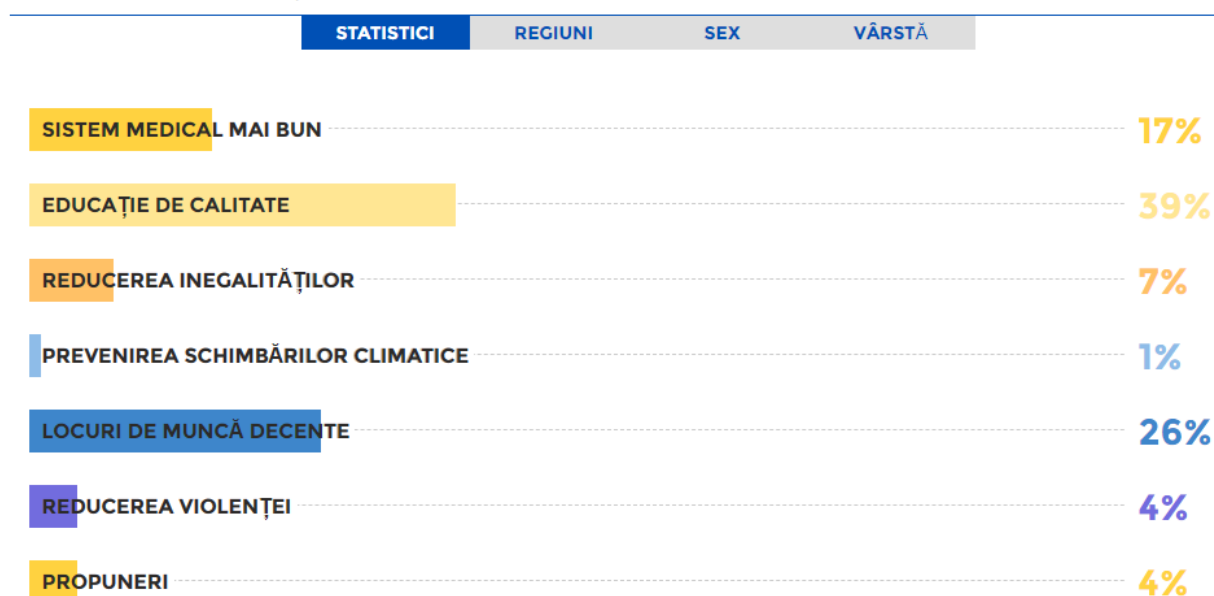 STATISTICI REGIUNI SEX VÂRSTĂ
SISTEM MEDICAL MAI BUN 17%
EDUCAȚIE DE CALITATE 39%
REDUCEREA INEGALITĂȚILOR 7%
PREVENIREA SCHIMBĂRILOR CLIMATICE 1%
LOCURI DE MUNCĂ DECENTE 26%
REDUCEREA VIOLENȚEI 4%
PROPUNERI 4%